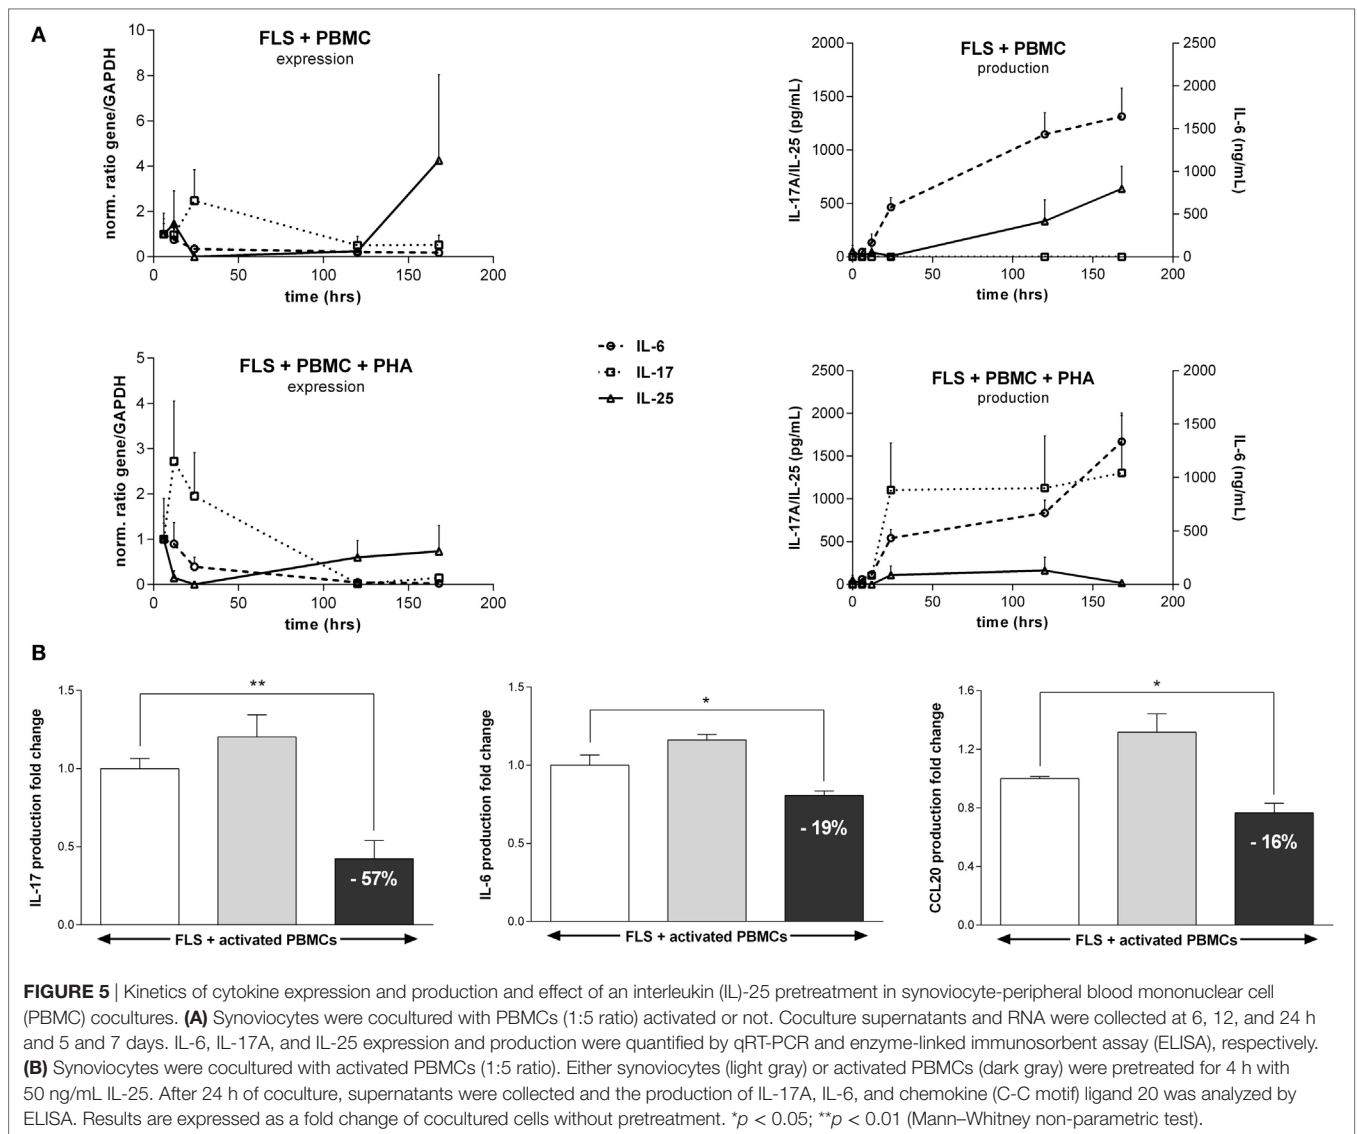 A
FLS + PBMC
expression
norm. ratio gene/GAPDH
10
8
6
4
2
0
0 50 100 150 200
time (hrs)
FLS + PBMC
production
IL-17A/IL-25 (pg/mL)
2000
1500
1000
500
0
2500
2000
1500
1000
500
0
IL-6 (ng/mL)
0 50 100 150 200
time (hrs)
FLS + PBMC + PHA
expression
norm. ratio gene/GAPDH
5
4
3
2
1
0
0 50 100 150 200
time (hrs)
IL-6
IL-17
IL-25
FLS + PBMC + PHA
production
IL-17A/IL-25 (pg/mL)
2500
2000
1500
1000
500
0
2000
1500
1000
500
0
IL-6 (ng/mL)
0 50 100 150 200
time (hrs)
B
IL-17 production fold change
1.5
1.0
0.5
0.0
**
- 57%
FLS + activated PBMCs
IL-6 production fold change
1.5
1.0
0.5
0.0
*
- 19%
FLS + activated PBMCs
CCL20 production fold change
1.6
1.2
0.8
0.4
0.0
*
- 16%
FLS + activated PBMCs
FIGURE 5 | Kinetics of cytokine expression and production and effect of an interleukin (IL)-25 pretreatment in synoviocyte-peripheral blood mononuclear cell
(PBMC) cocultures. (A) Synoviocytes were cocultured with PBMCs (1:5 ratio) activated or not. Coculture supernatants and RNA were collected at 6, 12, and 24 h
and 5 and 7 days. IL-6, IL-17A, and IL-25 expression and production were quantified by qRT-PCR and enzyme-linked immunosorbent assay (ELISA), respectively.
(B) Synoviocytes were cocultured with activated PBMCs (1:5 ratio). Either synoviocytes (light gray) or activated PBMCs (dark gray) were pretreated for 4 h with
50 ng/mL IL-25. After 24 h of coculture, supernatants were collected and the production of IL-17A, IL-6, and chemokine (C-C motif) ligand 20 was analyzed by
ELISA. Results are expressed as a fold change of cocultured cells without pretreatment. *p < 0.05; **p < 0.01 (Mann–Whitney non-parametric test).